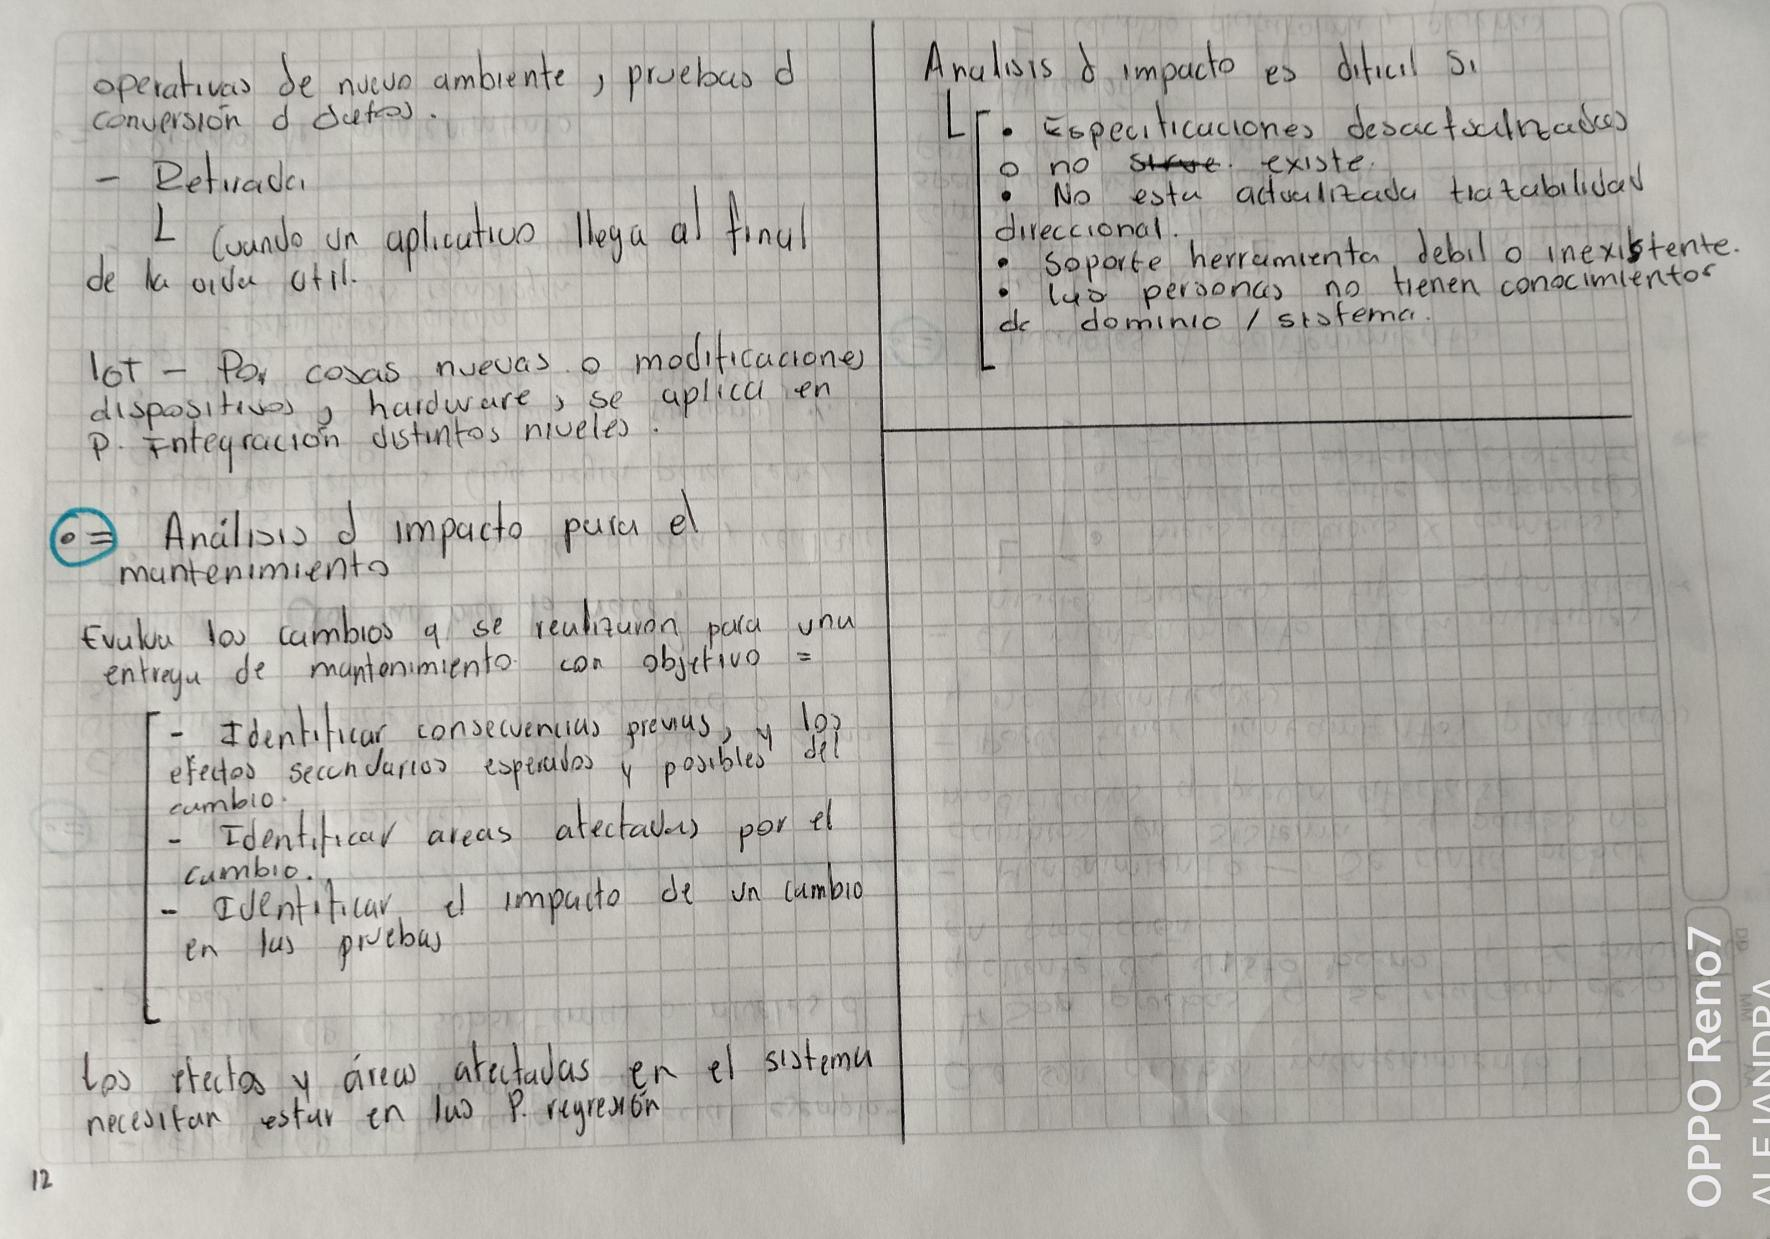 operativas de nuevo ambiente, pruebas d
conversión d datos.
- Retirada
L Cuando un aplicativo llega al final
de la vida util.
IOT - Por cosas nuevas o modificaciones
dispositivos, hardware, se aplica en
P. Integración distintos niveles.
Análisis d impacto para el
mantenimiento
Evalua los cambios q se realizaron para una
entrega de mantenimiento con objetivo =
- Identificar consecuencias previas, y los
efectos secundarios esperados y posibles del
cambio.
- Identificar areas afectadas por el
cambio.
- Identificar el impacto de un cambio
en las pruebas
Los efectos y áreas afectadas en el sistema
necesitan estar en las P. regresión
12
Analisis d impacto es dificil si
• Especificaciones desactualizadas
o no existe.
• No esta actualizada tratabilidad
direccional.
• Soporte herramienta debil o inexistente.
• las personas no tienen conocimientos
de dominio / sistema.
OPPO Reno7
ALEJANDRA